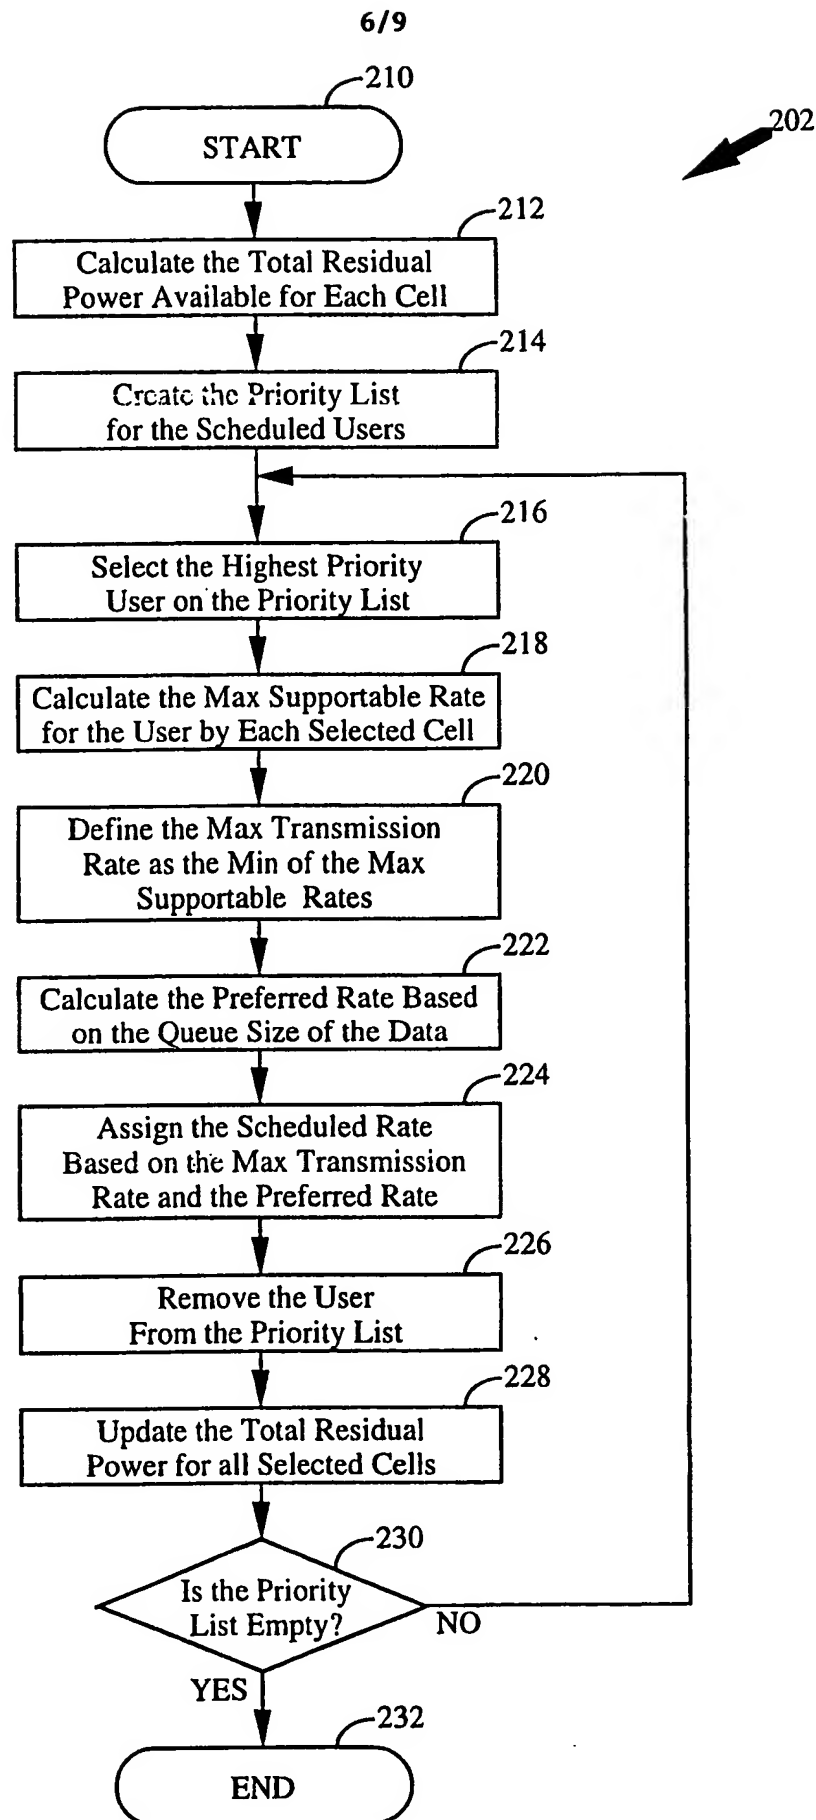 6/9
210
START
202
212
Calculate the Total Residual
Power Available for Each Cell
214
Create the Priority List
for the Scheduled Users
216
Select the Highest Priority
User on the Priority List
218
Calculate the Max Supportable Rate
for the User by Each Selected Cell
220
Define the Max Transmission
Rate as the Min of the Max
Supportable Rates
222
Calculate the Preferred Rate Based
on the Queue Size of the Data
224
Assign the Scheduled Rate
Based on the Max Transmission
Rate and the Preferred Rate
226
Remove the User
From the Priority List
228
Update the Total Residual
Power for all Selected Cells
230
Is the Priority
List Empty?
NO
YES
232
END